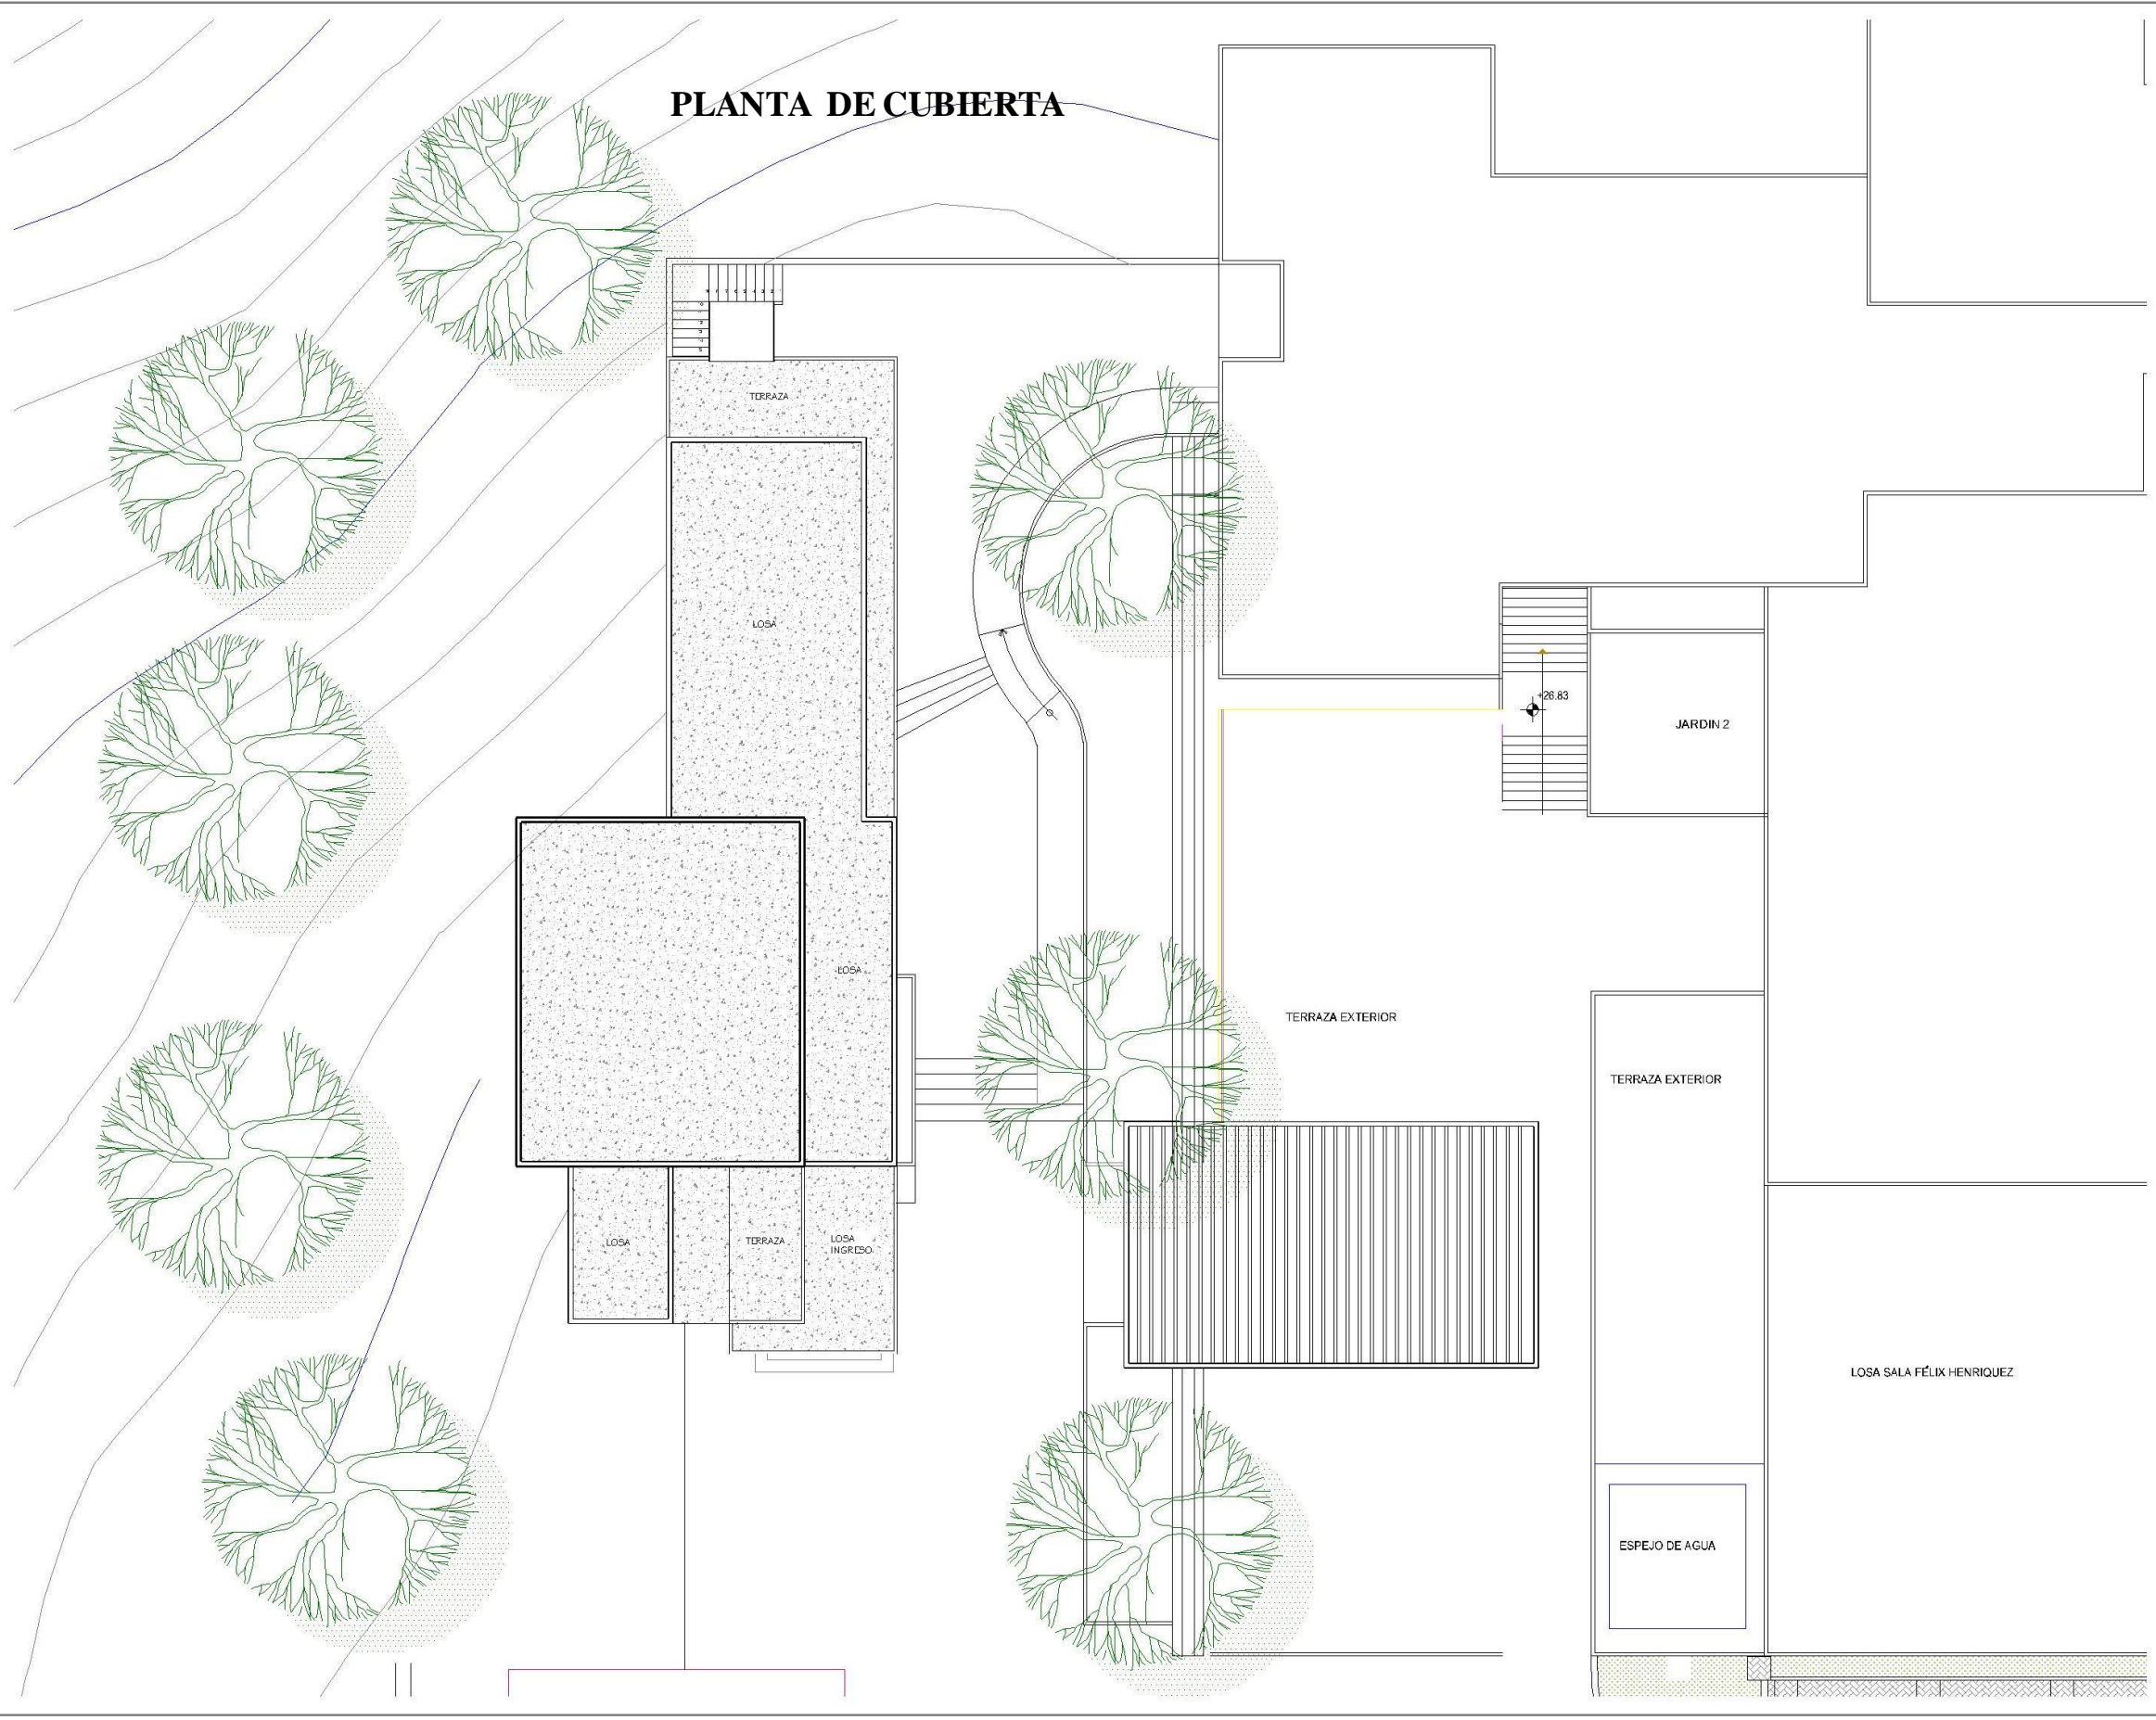 PLANTA DE CUBIERTA
TERRAZA
LOSA
+26.83
JARDIN 2
LOSA
TERRAZA EXTERIOR
TERRAZA EXTERIOR
LOSA
TERRAZA
LOSA
INGRESO
LOSA SALA FÉLIX HENRIQUEZ
ESPEJO DE AGUA